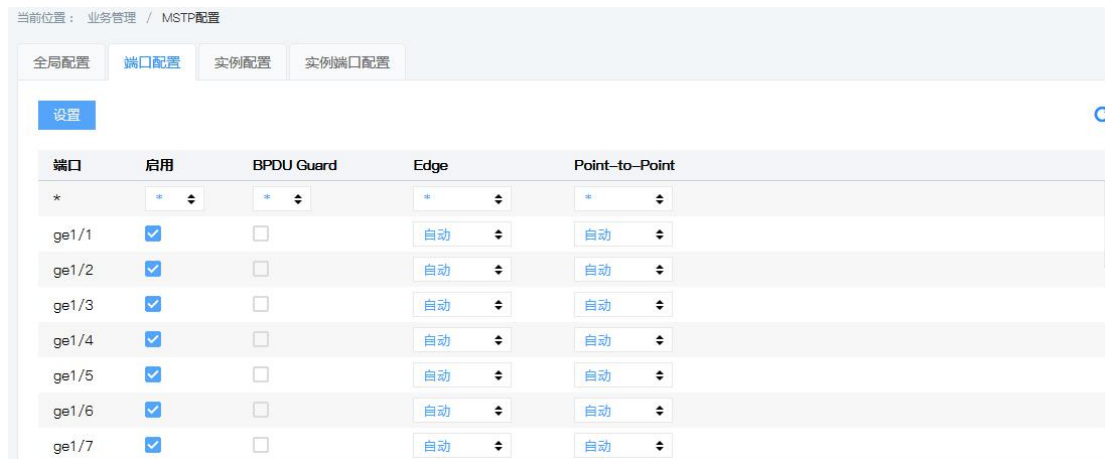 当前位置： 业务管理 / MSTP配置
全局配置 端口配置 实例配置 实例端口配置
设置
端口 启用 BPDU Guard Edge Point-to-Point
* * * * *
ge1/1 自动 自动
ge1/2 自动 自动
ge1/3 自动 自动
ge1/4 自动 自动
ge1/5 自动 自动
ge1/6 自动 自动
ge1/7 自动 自动